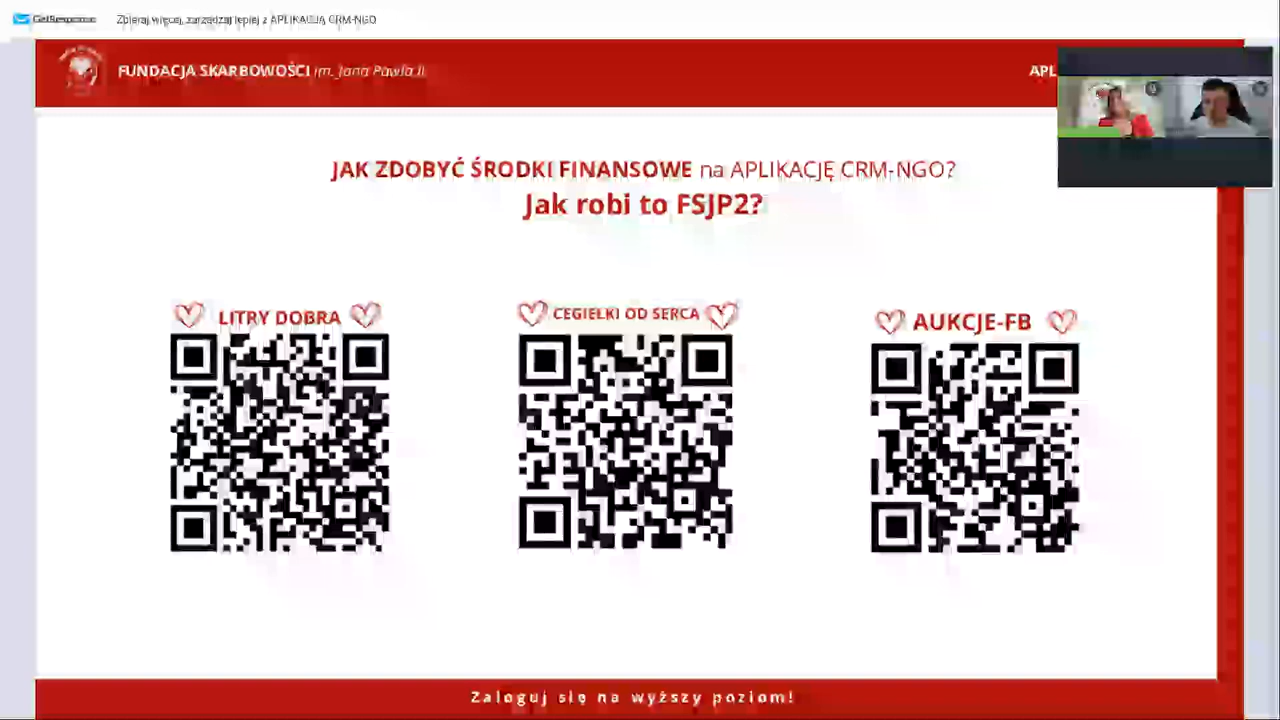 GetResponse Zbieraj więcej, zarządzaj lepiej z APLIKACJĄ CRM-NGO
FUNDACJA SKARBOWOŚCI im. Jana Pawła II
APL
JAK ZDOBYĆ ŚRODKI FINANSOWE na APLIKACJĘ CRM-NGO?
Jak robi to FSJP2?
LITRY DOBRA
CEGIEŁKI OD SERCA
AUKCJE-FB
Zaloguj się na wyższy poziom!